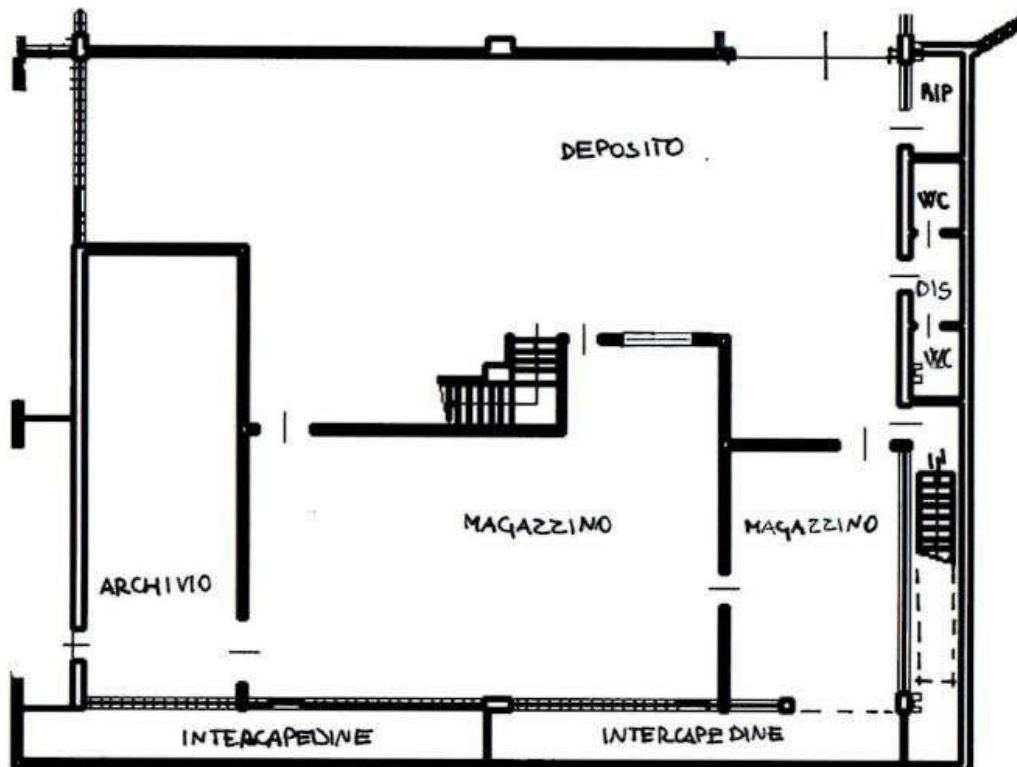 RIP
DEPOSITO
WC
DIS
WC
IN
MAGAZZINO
MAGAZZINO
ARCHIVIO
INTERCAPEDINE
INTERCAPEDINE